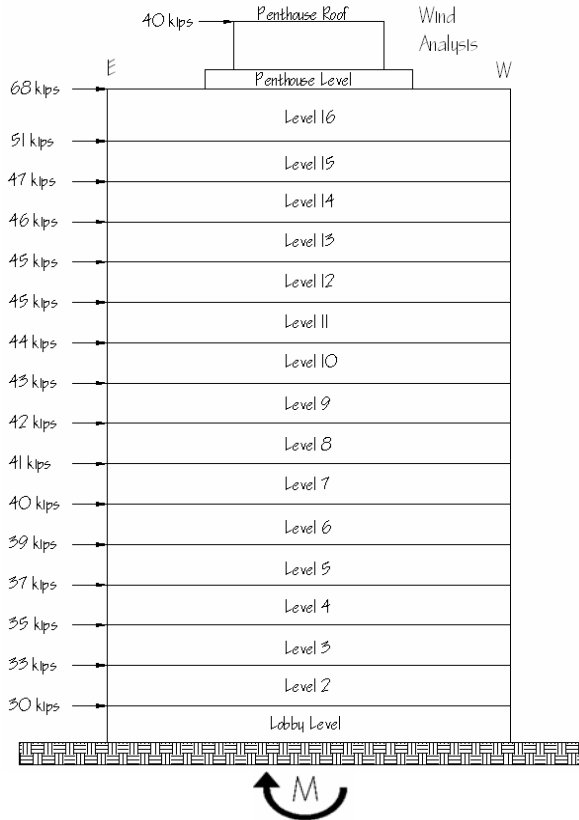 40 kips
Penthouse Roof
Wind
Analysis
E
W
Penthouse Level
68 kips
Level 16
51 kips
Level 15
47 kips
Level 14
46 kips
Level 13
45 kips
Level 12
45 kips
Level 11
44 kips
Level 10
43 kips
Level 9
42 kips
Level 8
41 kips
Level 7
40 kips
Level 6
39 kips
Level 5
37 kips
Level 4
35 kips
Level 3
33 kips
Level 2
30 kips
Lobby Level
M